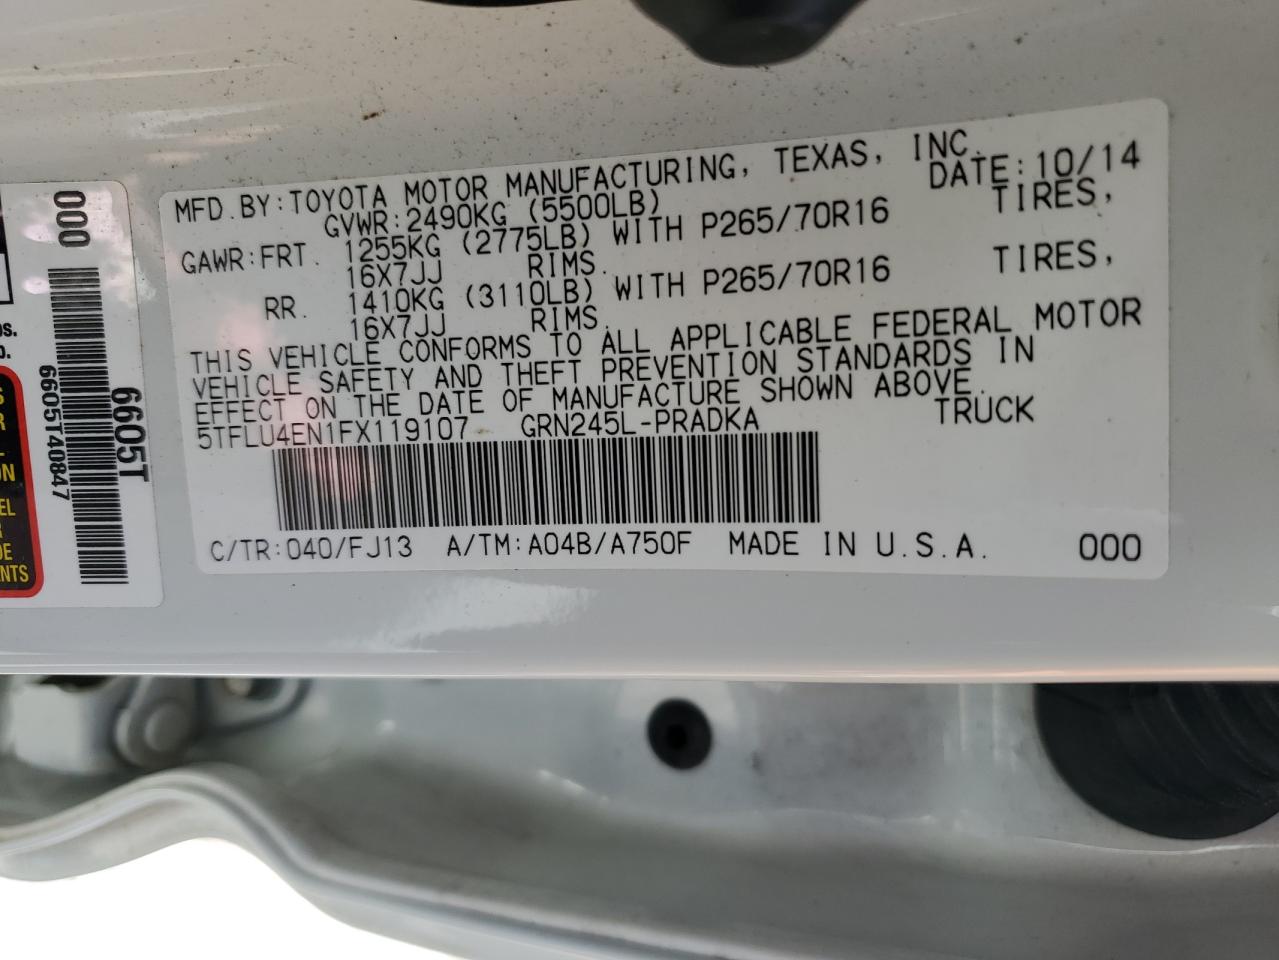 MFD.BY:TOYOTA MOTOR MANUFACTURING, TEXAS, INC.
GVWR:2490KG (5500LB) DATE:10/14
GAWR:FRT. 1255KG (2775LB) WITH P265/70R16 TIRES,
16X7JJ RIMS.
RR. 1410KG (3110LB) WITH P265/70R16 TIRES,
16X7JJ RIMS.
THIS VEHICLE CONFORMS TO ALL APPLICABLE FEDERAL MOTOR
VEHICLE SAFETY AND THEFT PREVENTION STANDARDS IN
EFFECT ON THE DATE OF MANUFACTURE SHOWN ABOVE.
5TFLU4EN1FX119107 GRN245L-PRADKA TRUCK
C/TR:040/FJ13 A/TM:A04B/A750F MADE IN U.S.A. 000
000
6605T
6605T40847